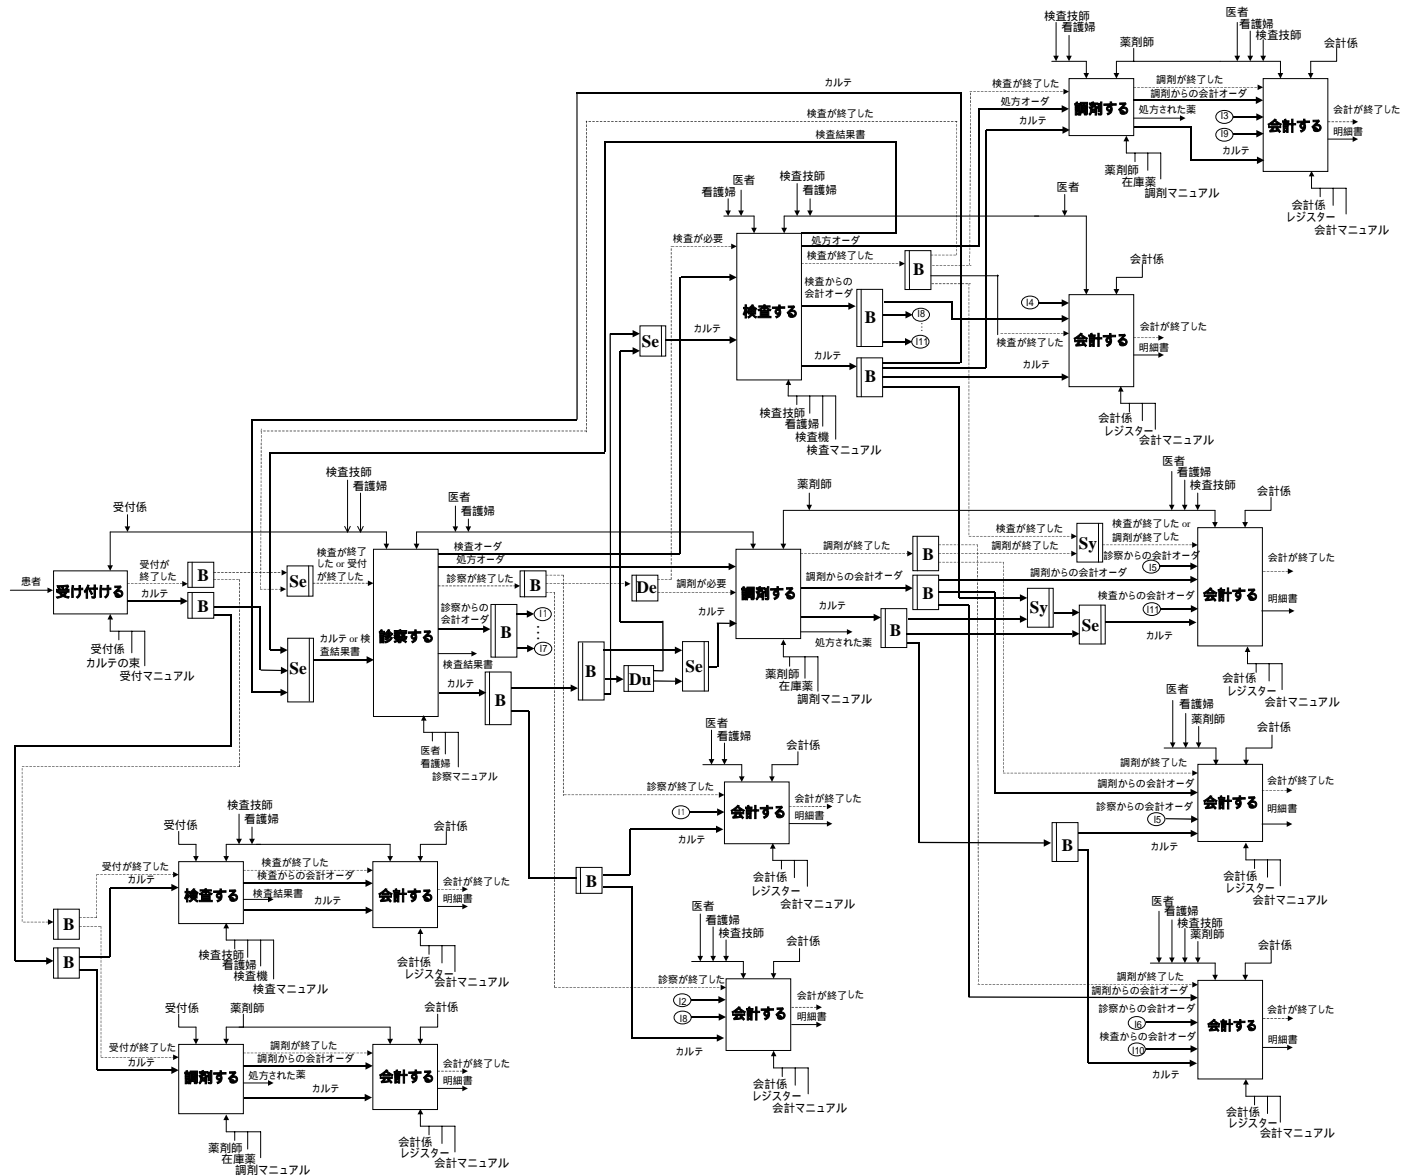 検査技師
看護婦
薬剤師
医者
看護婦
検査技師
会計係
カルテ
検査が終了した
処方オーダ
カルテ
調剤する
調剤が終了した
調剤からの会計オーダ
処方された薬
カルテ
I3
I9
会計する
会計が終了した
明細書
薬剤師
在庫薬
調剤マニュアル
会計係
レジスター
会計マニュアル
検査が終了した
検査結果書
医者
看護婦
検査技師
看護婦
医者
検査が必要
処方オーダ
検査が終了した
B
検査からの
会計オーダ
B
I8
I11
検査する
カルテ
Se
カルテ
B
会計係
I4
検査が終了した
カルテ
会計する
会計が終了した
明細書
検査技師
看護婦
検査機
検査マニュアル
会計係
レジスター
会計マニュアル
検査技師
看護婦
受付係
医者
看護婦
薬剤師
医者
看護婦
検査技師
会計係
患者
受け付ける
受付が
終了した
B
カルテ
B
受付係
カルテの束
受付マニュアル
Se
検査が終了
した or 受付
が終了した
Se
カルテ or 検
査結果書
診察する
検査オーダ
処方オーダ
診察が終了した
B
De
調剤が必要
診察からの
会計オーダ
B
I1
I7
検査結果書
カルテ
B
B
Du
Se
カルテ
医者
看護婦
診察マニュアル
調剤する
調剤が終了した
B
調剤からの会計オーダ
B
カルテ
B
処方された薬
薬剤師
在庫薬
調剤マニュアル
検査が終了した
調剤が終了した
Sy
検査が終了した or
調剤が終了した
診察からの会計オーダ
I5
調剤からの会計オーダ
検査からの会計オーダ
I11
Sy
Se
カルテ
会計する
会計が終了した
明細書
会計係
レジスター
会計マニュアル
医者
看護婦
薬剤師
会計係
調剤が終了した
調剤からの会計オーダ
診察からの会計オーダ
I5
カルテ
B
会計する
会計が終了した
明細書
会計係
レジスター
会計マニュアル
医者
看護婦
会計係
診察が終了した
I1
カルテ
B
会計する
会計が終了した
明細書
会計係
レジスター
会計マニュアル
検査技師
看護婦
受付係
会計係
受付が終了した
カルテ
検査する
検査が終了した
検査からの会計オーダ
検査結果書
カルテ
会計する
会計が終了した
明細書
B
B
検査技師
看護婦
検査機
検査マニュアル
会計係
レジスター
会計マニュアル
医者
看護婦
検査技師
会計係
診察が終了した
I2
I8
カルテ
会計する
会計が終了した
明細書
会計係
レジスター
会計マニュアル
医者
看護婦
検査技師
薬剤師
会計係
調剤が終了した
調剤からの会計オーダ
診察からの会計オーダ
I6
検査からの会計オーダ
I10
カルテ
会計する
会計が終了した
明細書
会計係
レジスター
会計マニュアル
受付係
薬剤師
会計係
受付が終了した
カルテ
調剤する
調剤が終了した
調剤からの会計オーダ
処方された薬
カルテ
会計する
会計が終了した
明細書
薬剤師
在庫薬
調剤マニュアル
会計係
レジスター
会計マニュアル